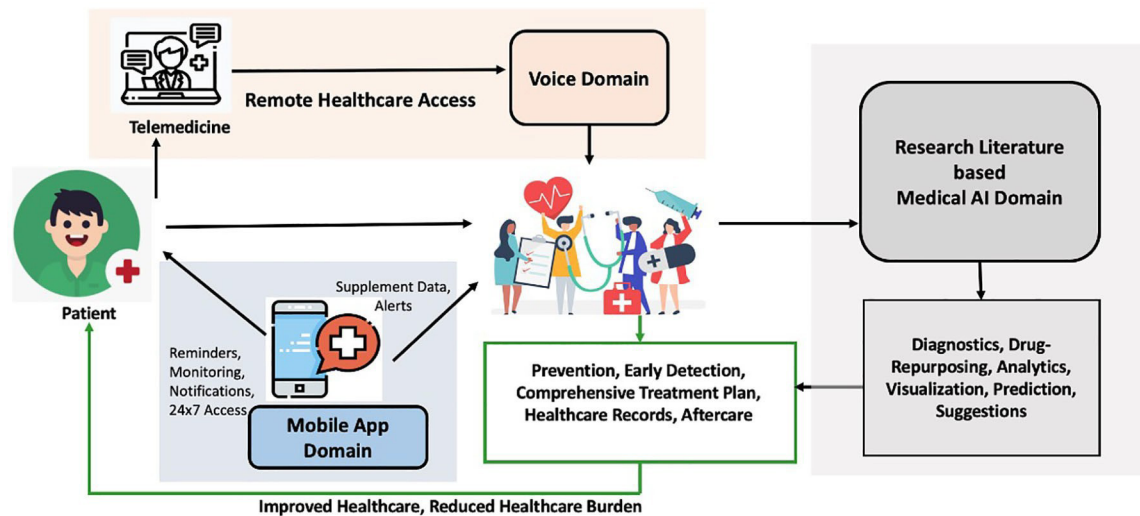 Voice Domain
Remote Healthcare Access
Telemedicine
Research Literature
based
Medical AI Domain
Patient
Supplement Data,
Alerts
Reminders,
Monitoring,
Notifications,
24x7 Access
Mobile App
Domain
Prevention, Early Detection,
Comprehensive Treatment Plan,
Healthcare Records, Aftercare
Diagnostics, Drug-
Repurposing, Analytics,
Visualization, Prediction,
Suggestions
Improved Healthcare, Reduced Healthcare Burden